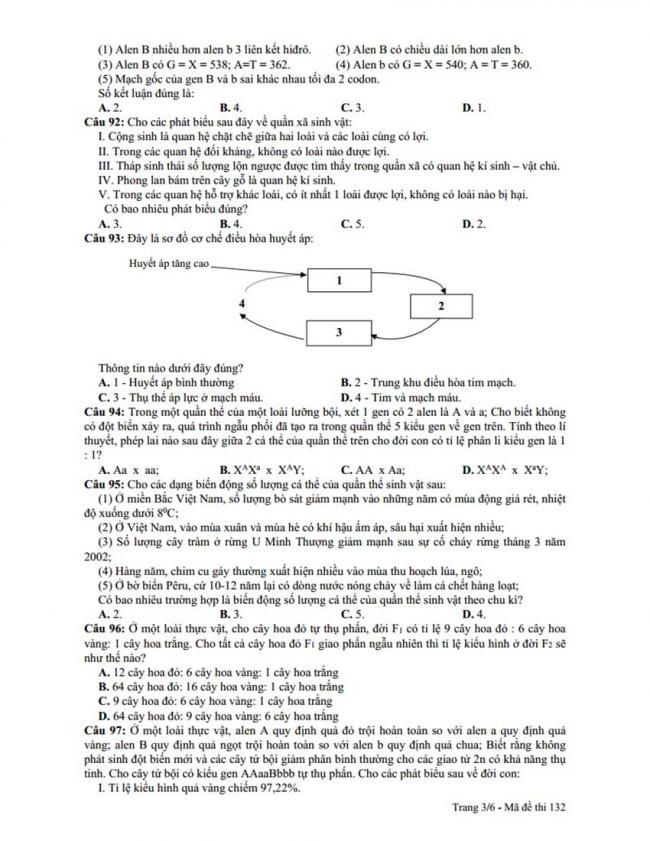 (1) Alen B nhiều hơn alen b 3 liên kết hiđrô. (2) Alen B có chiều dài lớn hơn alen b.
(3) Alen B có G = X = 538; A=T = 362. (4) Alen b có G = X = 540; A = T = 360.
(5) Mạch gốc của gen B và b sai khác nhau tối đa 2 codon.
Số kết luận đúng là:
A. 2. B. 4. C. 3. D. 1.
Câu 92: Cho các phát biểu sau đây về quần xã sinh vật:
I. Cộng sinh là quan hệ chặt chẽ giữa hai loài và các loài cùng có lợi.
II. Trong các quan hệ đối kháng, không có loài nào được lợi.
III. Tháp sinh thái số lượng lộn ngược được tìm thấy trong quần xã có quan hệ kí sinh – vật chủ.
IV. Phong lan bám trên cây gỗ là quan hệ kí sinh.
V. Trong các quan hệ hỗ trợ khác loài, có ít nhất 1 loài được lợi, không có loài nào bị hại.
Có bao nhiêu phát biểu đúng?
A. 3. B. 4. C. 5. D. 2.
Câu 93: Đây là sơ đồ cơ chế điều hòa huyết áp:
Huyết áp tăng cao
1
4
2
3
Thông tin nào dưới đây đúng?
A. 1 - Huyết áp bình thường B. 2 - Trung khu điều hòa tim mạch.
C. 3 - Thụ thể áp lực ở mạch máu. D. 4 - Tim và mạch máu.
Câu 94: Trong một quần thể của một loài lưỡng bội, xét 1 gen có 2 alen là A và a; Cho biết không
có đột biến xảy ra, quá trình ngẫu phối đã tạo ra trong quần thể 5 kiểu gen về gen trên. Tính theo lí
thuyết, phép lai nào sau đây giữa 2 cá thể của quần thể trên cho đời con có tỉ lệ phân li kiểu gen là 1
: 1?
A. Aa x aa; B. XᴬXᵃ x XᴬY; C. AA x Aa; D. XᴬXᴬ x XᵃY;
Câu 95: Cho các dạng biến động số lượng cá thể của quần thể sinh vật sau:
(1) Ở miền Bắc Việt Nam, số lượng bò sát giảm mạnh vào những năm có mùa động giá rét, nhiệt
độ xuống dưới 8⁰C;
(2) Ở Việt Nam, vào mùa xuân và mùa hè có khí hậu ấm áp, sâu hại xuất hiện nhiều;
(3) Số lượng cây tràm ở rừng U Minh Thượng giảm mạnh sau sự cố cháy rừng tháng 3 năm
2002;
(4) Hàng năm, chim cu gáy thường xuất hiện nhiều vào mùa thu hoạch lúa, ngô;
(5) Ở bờ biển Pêru, cứ 10-12 năm lại có dòng nước nóng chảy về làm cá chết hàng loạt;
Có bao nhiêu trường hợp là biến động số lượng cá thể của quần thể sinh vật theo chu kì?
A. 2. B. 3. C. 5. D. 4.
Câu 96: Ở một loài thực vật, cho cây hoa đỏ tự thụ phấn, đời F₁ có tỉ lệ 9 cây hoa đỏ : 6 cây hoa
vàng: 1 cây hoa trắng. Cho tất cả cây hoa đỏ F₁ giao phấn ngẫu nhiên thì tỉ lệ kiểu hình ở đời F₂ sẽ
như thế nào?
A. 12 cây hoa đỏ: 6 cây hoa vàng: 1 cây hoa trắng
B. 64 cây hoa đỏ: 16 cây hoa vàng: 1 cây hoa trắng
C. 9 cây hoa đỏ: 6 cây hoa vàng: 1 cây hoa trắng
D. 64 cây hoa đỏ: 9 cây hoa vàng: 6 cây hoa trắng
Câu 97: Ở một loài thực vật, alen A quy định quả đỏ trội hoàn toàn so với alen a quy định quả
vàng; alen B quy định quả ngọt trội hoàn toàn so với alen b quy định quả chua; Biết rằng không
phát sinh đột biến mới và các cây tứ bội giảm phân bình thường cho các giao tử 2n có khả năng thụ
tinh. Cho cây tứ bội có kiểu gen AAaaBbbb tự thụ phấn. Cho các phát biểu sau về đời con:
I. Tỉ lệ kiểu hình quả vàng chiếm 97,22%.
Trang 3/6 - Mã đề thi 132